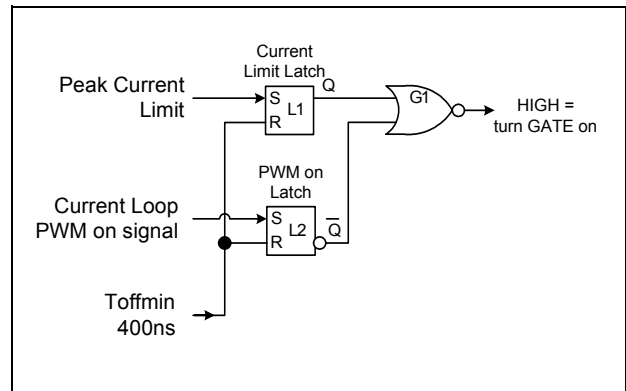 Current
Limit Latch
Peak Current
Limit
S
R
L1
Q
G1
HIGH =
turn GATE on
PWM on
Latch
Current Loop
PWM on signal
S
R
L2
Q̅
Toffmin
400ns